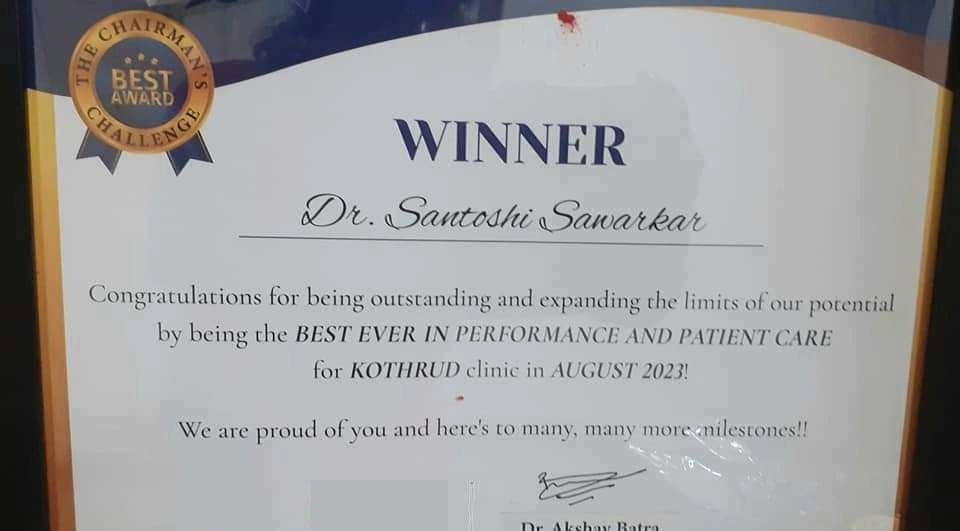 THE CHAIRMAN'S
BEST
AWARD
CHALLENGE
WINNER
Dr. Santoshi Sawarkar
Congratulations for being outstanding and expanding the limits of our potential
by being the BEST EVER IN PERFORMANCE AND PATIENT CARE
for KOTHRUD clinic in AUGUST 2023!
We are proud of you and here's to many, many more milestones!!
Dr. Akshay Batra